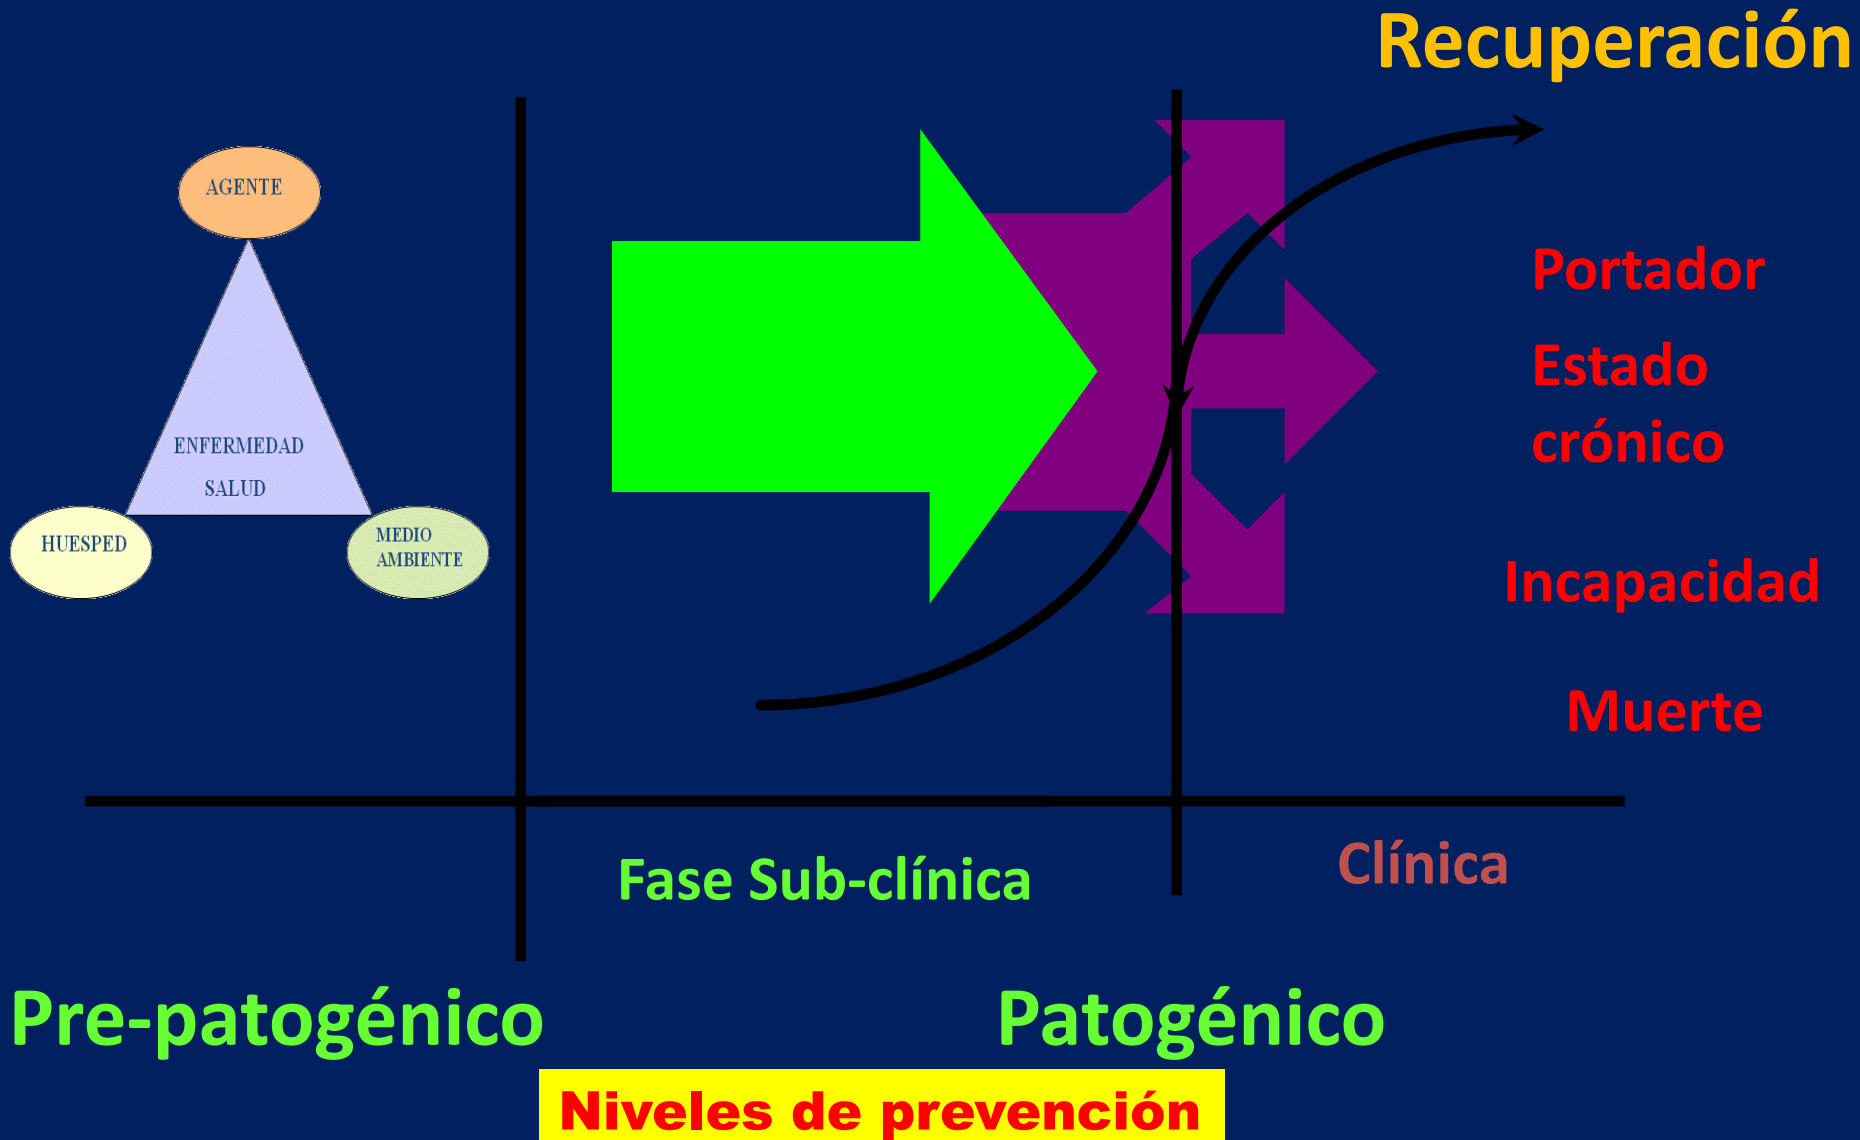 Recuperación
AGENTE
ENFERMEDAD
SALUD
HUESPED
MEDIO
AMBIENTE
Portador
Estado
crónico
Incapacidad
Muerte
Fase Sub-clínica
Clínica
Pre-patogénico
Patogénico
Niveles de prevención